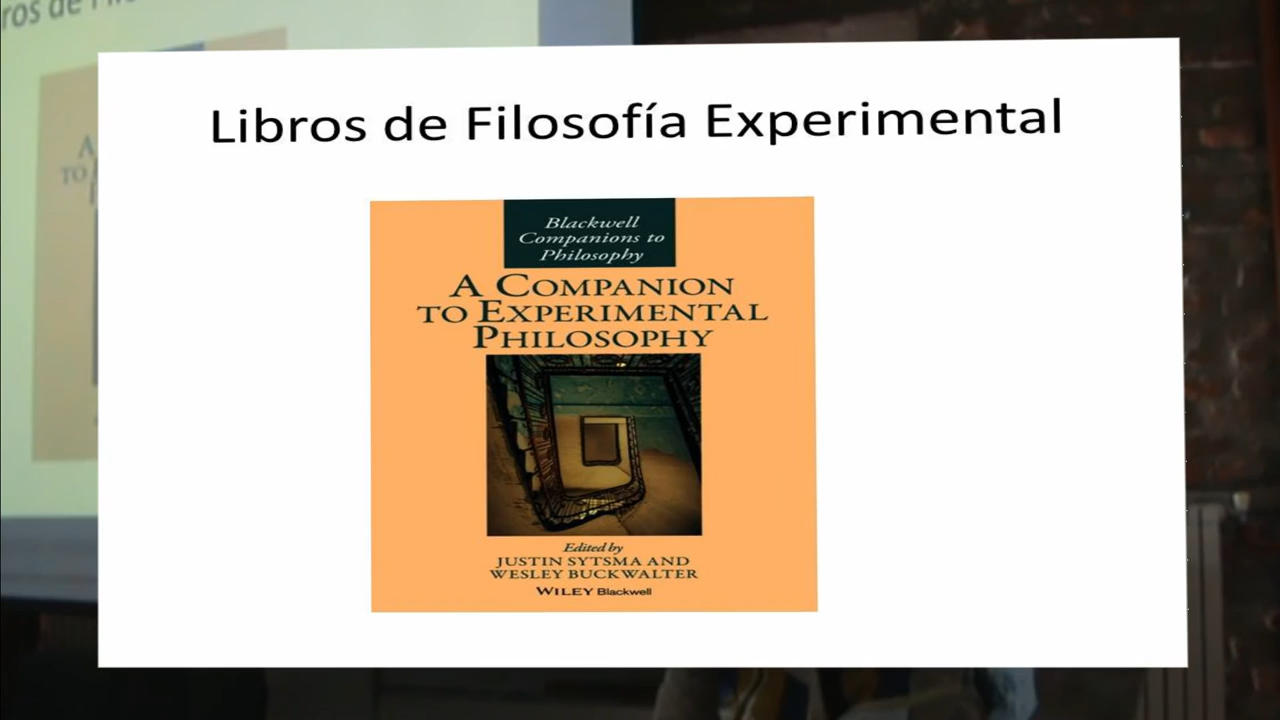 Libros de Filosofía Experimental
Blackwell
Companions to
Philosophy
A COMPANION
TO EXPERIMENTAL
PHILOSOPHY
Edited by
JUSTIN SYTSMA AND
WESLEY BUCKWALTER
WILEY Blackwell